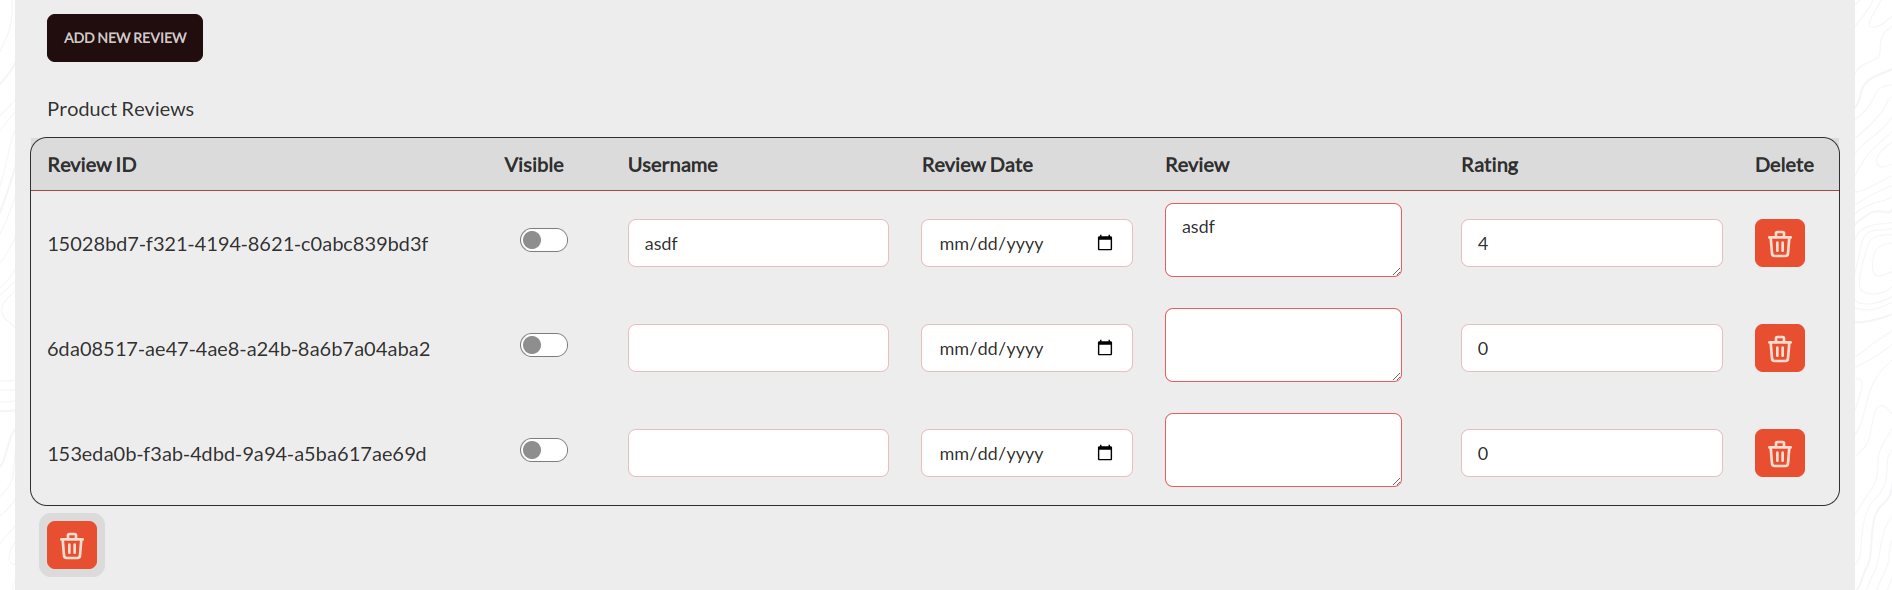 ADD NEW REVIEW
Product Reviews
Review ID Visible Username Review Date Review Rating Delete
15028bd7-f321-4194-8621-c0abc839bd3f asdf mm/dd/yyyy asdf 4
6da08517-ae47-4ae8-a24b-8a6b7a04aba2 mm/dd/yyyy 0
153eda0b-f3ab-4dbd-9a94-a5ba617ae69d mm/dd/yyyy 0